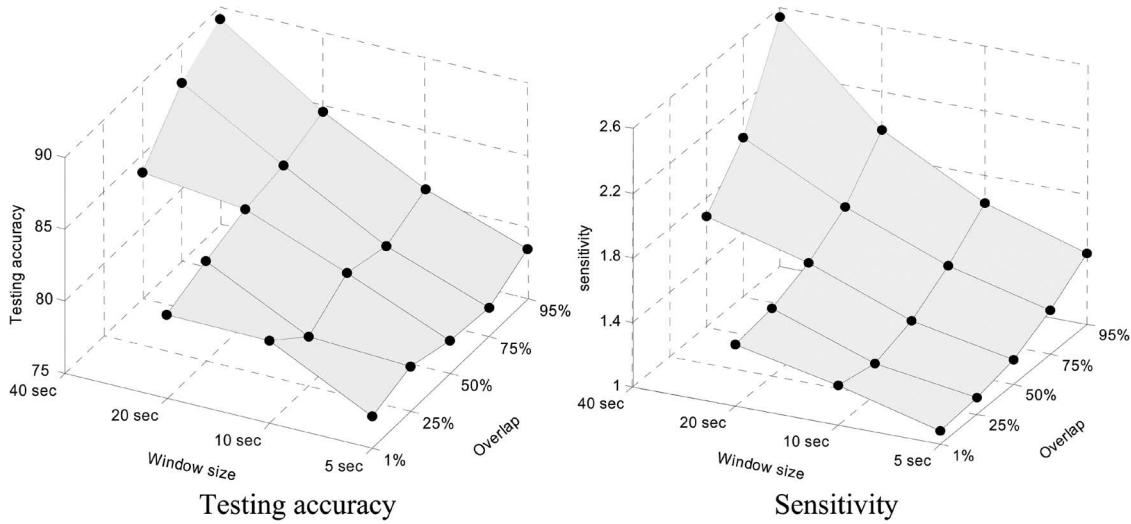 90
85
80
75
Testing accuracy
40 sec
20 sec
10 sec
5 sec
Window size
1%
25%
50%
75%
95%
Overlap
Testing accuracy
2.6
2.2
1.8
1.4
1
sensitivity
40 sec
20 sec
10 sec
5 sec
Window size
1%
25%
50%
75%
95%
Overlap
Sensitivity